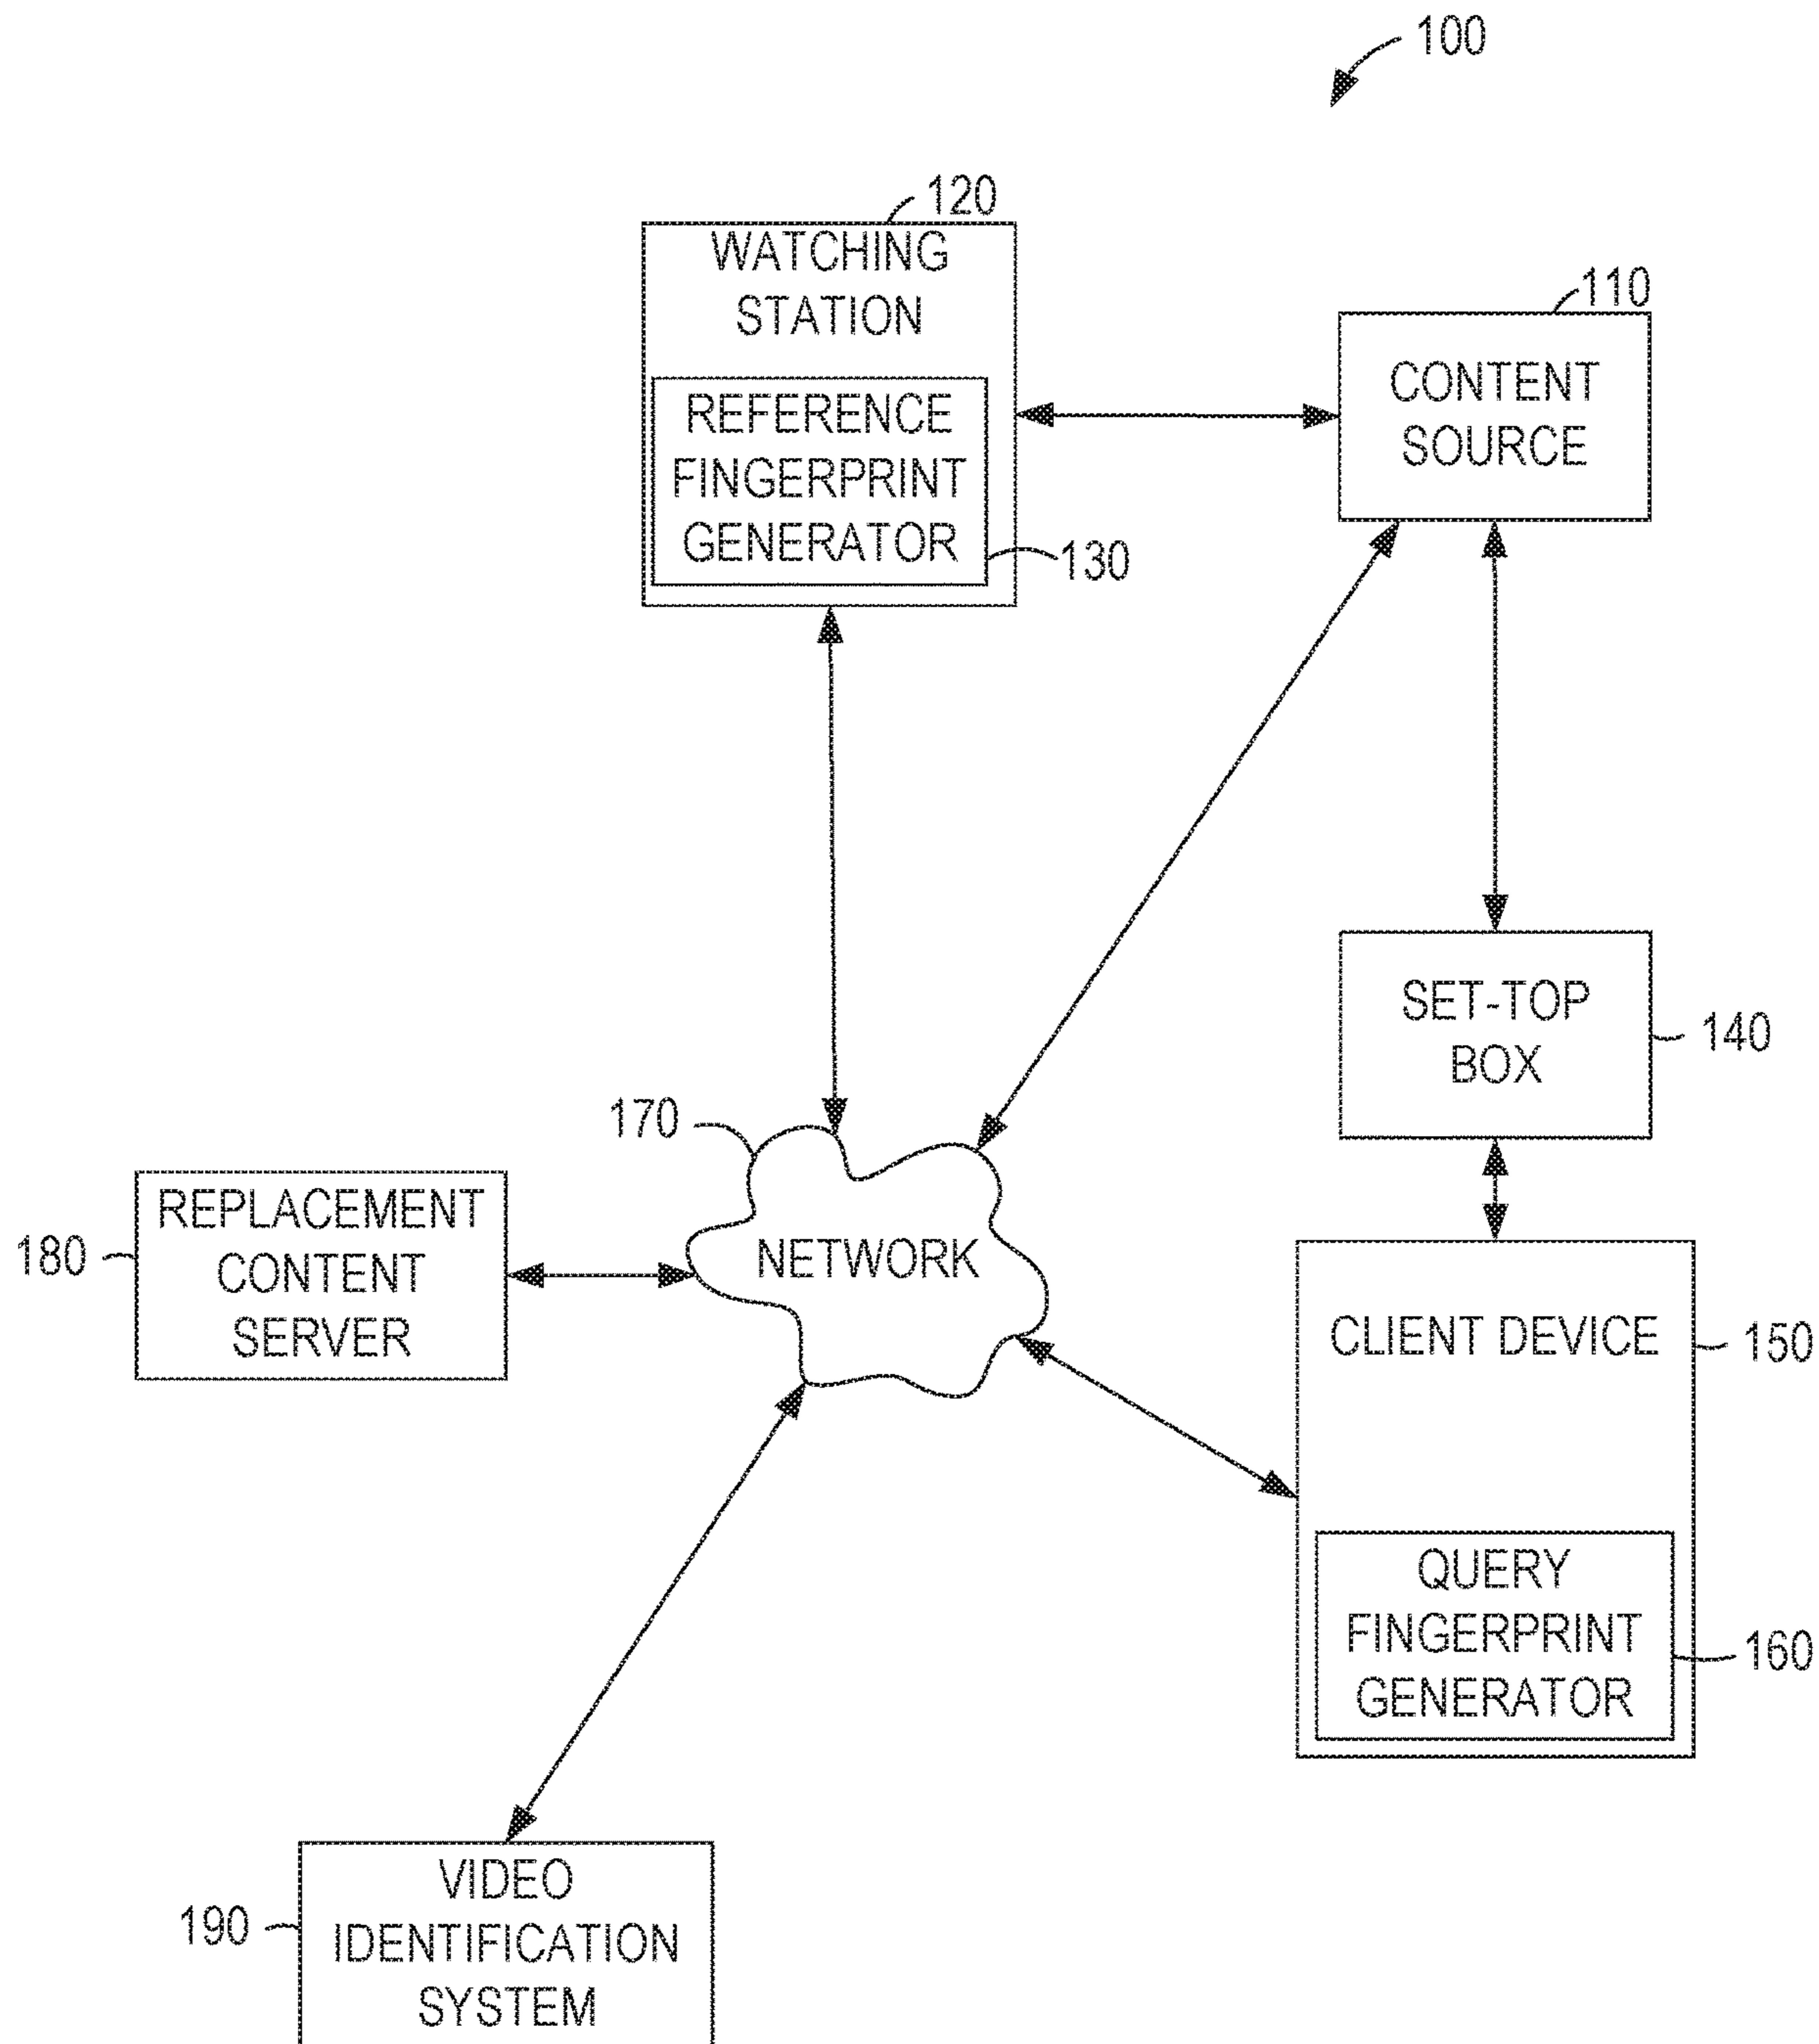 100
120
WATCHING
STATION
110
CONTENT
SOURCE
REFERENCE
FINGERPRINT
GENERATOR
130
SET-TOP
BOX
140
170
NETWORK
REPLACEMENT
CONTENT
SERVER
180
CLIENT DEVICE
150
QUERY
FINGERPRINT
GENERATOR
160
VIDEO
IDENTIFICATION
SYSTEM
190